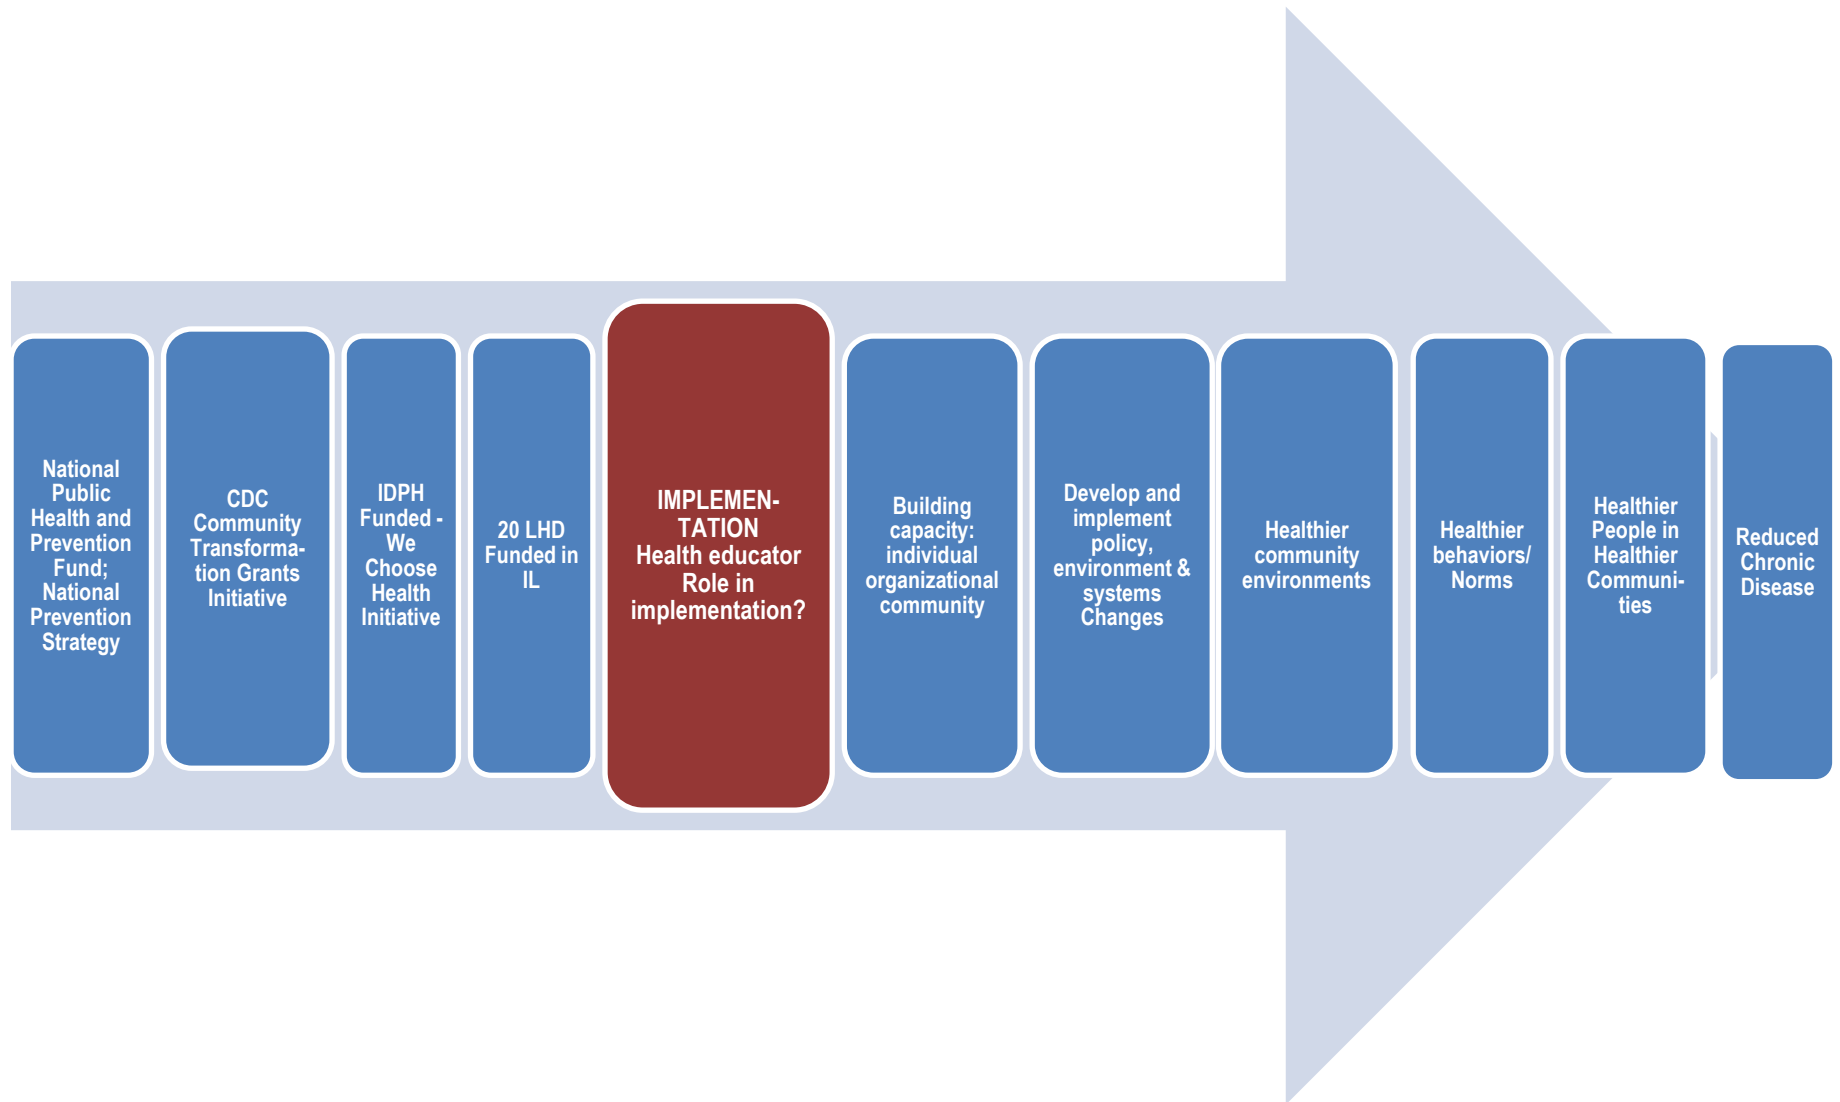 National
Public
Health and
Prevention
Fund;
National
Prevention
Strategy
CDC
Community
Transforma-
tion Grants
Initiative
IDPH
Funded -
We
Choose
Health
Initiative
20 LHD
Funded in
IL
IMPLEMEN-
TATION
Health educator
Role in
implementation?
Building
capacity:
individual
organizational
community
Develop and
implement
policy,
environment &
systems
Changes
Healthier
community
environments
Healthier
behaviors/
Norms
Healthier
People in
Healthier
Communi-
ties
Reduced
Chronic
Disease